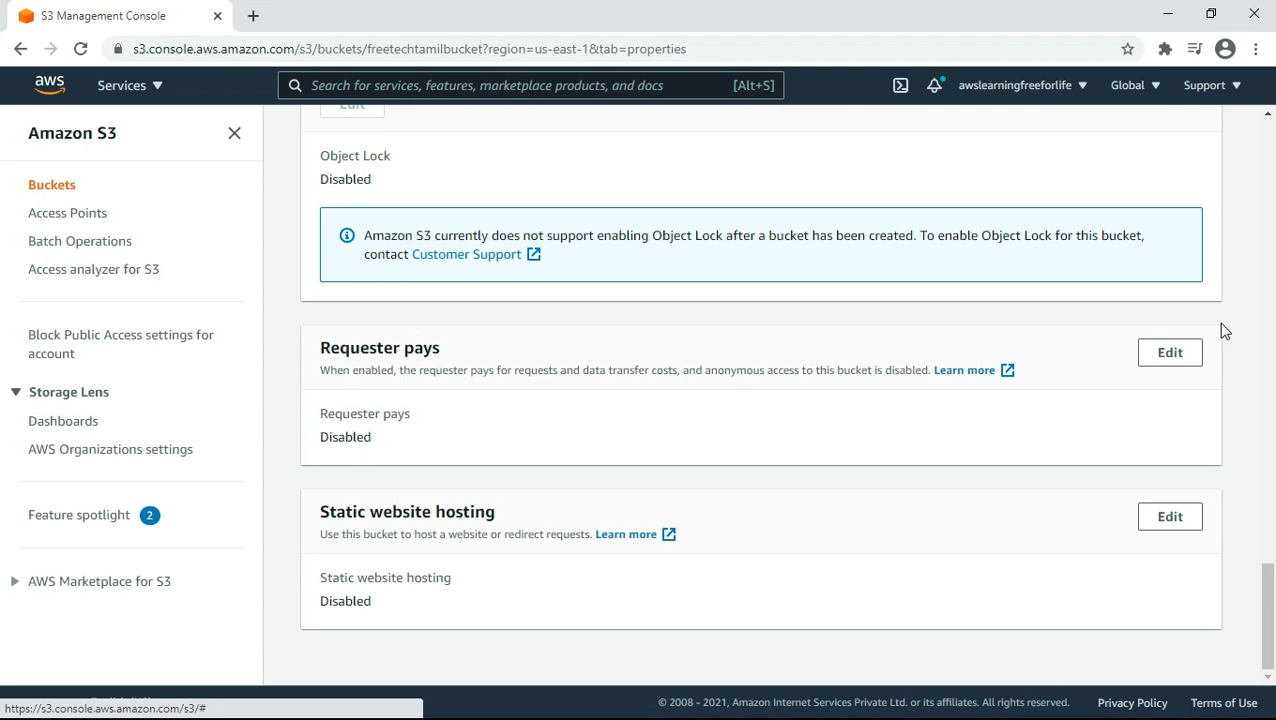 S3 Management Console
s3.console.aws.amazon.com/s3/buckets/freetechtamilbucket?region=us-east-1&tab=properties
aws
Services
Search for services, features, marketplace products, and docs [Alt+S]
awslearningfreeforlife
Global
Support
Amazon S3
Buckets
Access Points
Batch Operations
Access analyzer for S3
Block Public Access settings for
account
Storage Lens
Dashboards
AWS Organizations settings
Feature spotlight 2
AWS Marketplace for S3
Edit
Object Lock
Disabled
Amazon S3 currently does not support enabling Object Lock after a bucket has been created. To enable Object Lock for this bucket,
contact Customer Support
Requester pays
Edit
When enabled, the requester pays for requests and data transfer costs, and anonymous access to this bucket is disabled. Learn more
Requester pays
Disabled
Static website hosting
Edit
Use this bucket to host a website or redirect requests. Learn more
Static website hosting
Disabled
https://s3.console.aws.amazon.com/s3/#
© 2008 - 2021, Amazon Internet Services Private Ltd. or its affiliates. All rights reserved.
Privacy Policy
Terms of Use